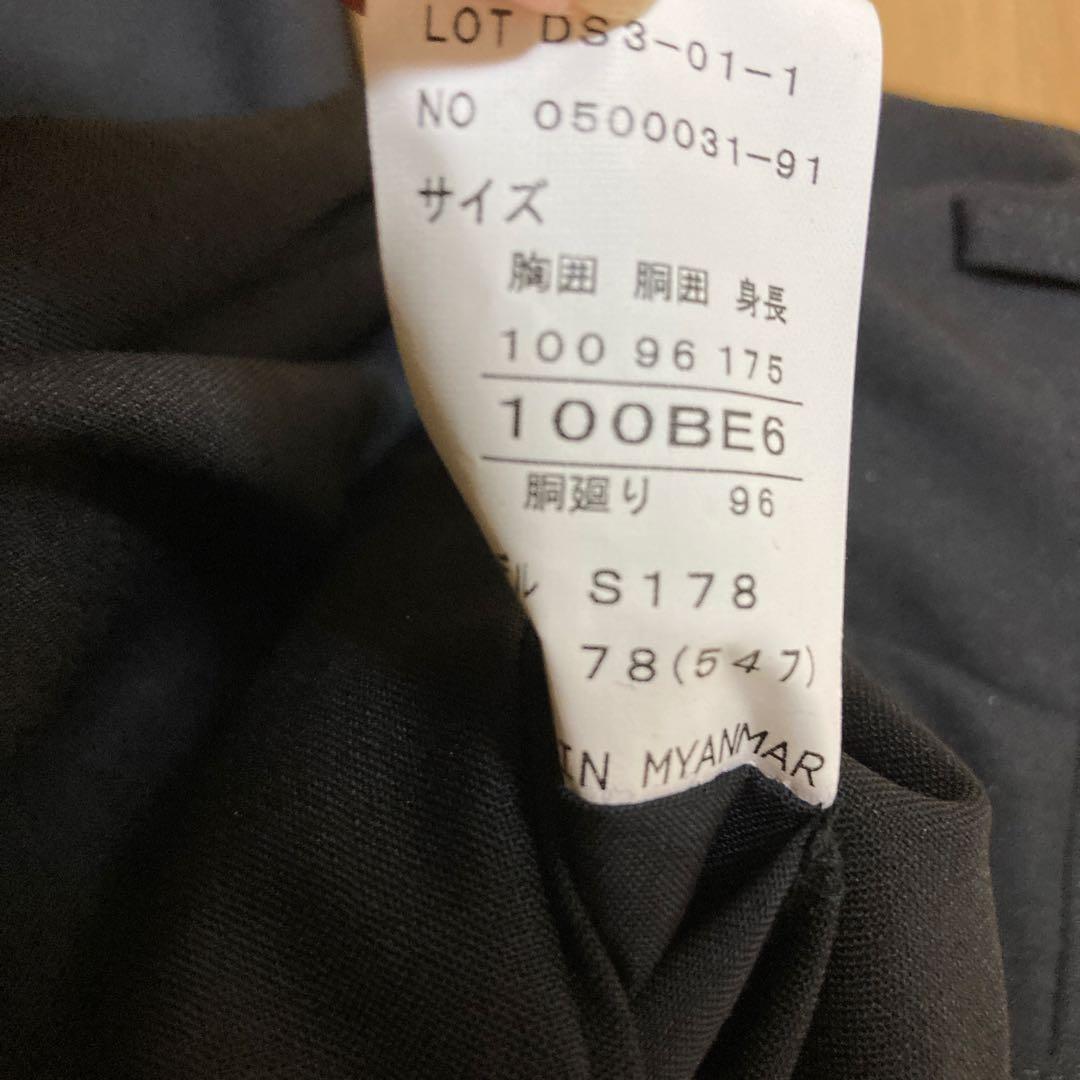 LOT DS3-01-1
NO 0500031-91
サイズ
胸囲 胴囲 身長
100 96 175
100BE6
胴廻り 96
ル S178
78(547)
IN MYANMAR